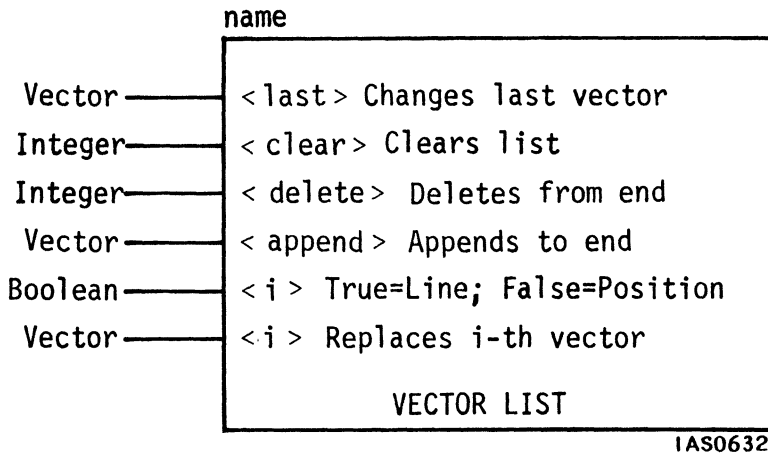 name
Vector <last> Changes last vector
Integer <clear> Clears list
Integer <delete> Deletes from end
Vector <append> Appends to end
Boolean <i> True=Line; False=Position
Vector <i> Replaces i-th vector
VECTOR LIST
IAS0632